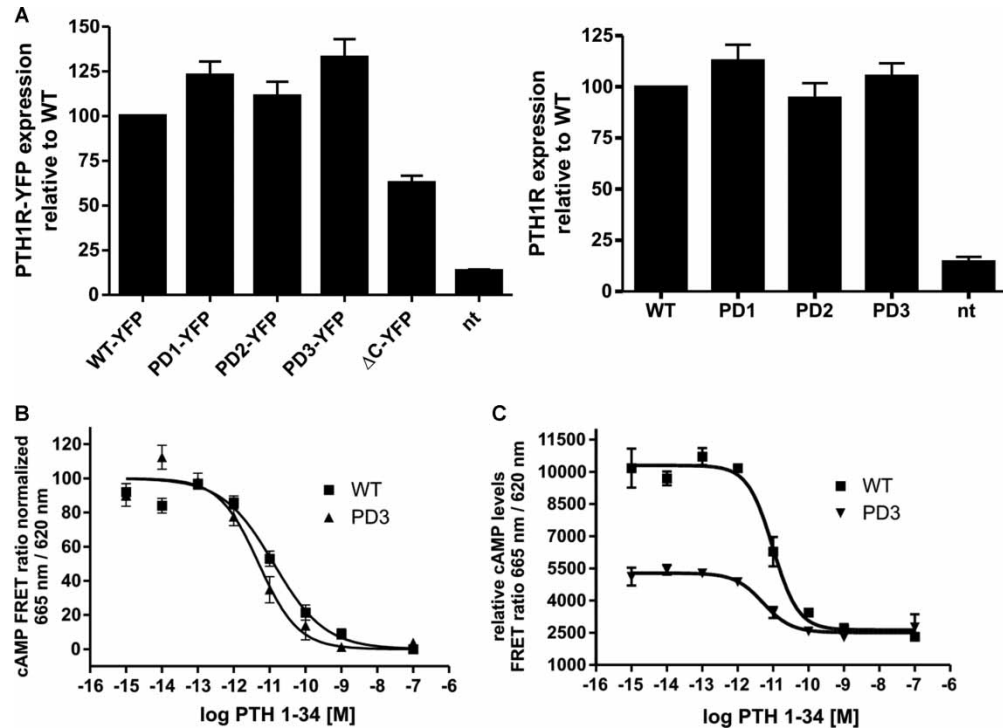 A
PTH1R-YFP expression
relative to WT
150
125
100
75
50
25
0
WT-YFP
PD1-YFP
PD2-YFP
PD3-YFP
ΔC-YFP
nt
PTH1R expression
relative to WT
125
100
75
50
25
0
WT
PD1
PD2
PD3
nt
B
cAMP FRET ratio normalized
665 nm / 620 nm
120
100
80
60
40
20
0
WT
PD3
-16
-15
-14
-13
-12
-11
-10
-9
-8
-7
-6
log PTH 1-34 [M]
C
relative cAMP levels
FRET ratio 665 nm / 620 nm
11500
10000
8500
7000
5500
4000
2500
1000
WT
PD3
-16
-15
-14
-13
-12
-11
-10
-9
-8
-7
-6
log PTH 1-34 [M]